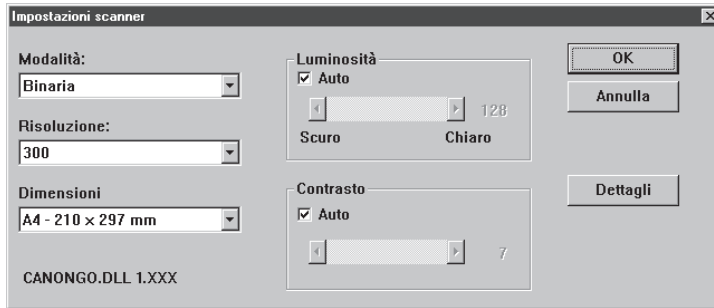 Impostazioni scanner
Modalità:
Binaria
Risoluzione:
300
Dimensioni
A4 - 210 x 297 mm
CANONGO.DLL 1.XXX
Luminosità
Auto
128
Scuro Chiaro
Contrasto
Auto
7
OK
Annulla
Dettagli